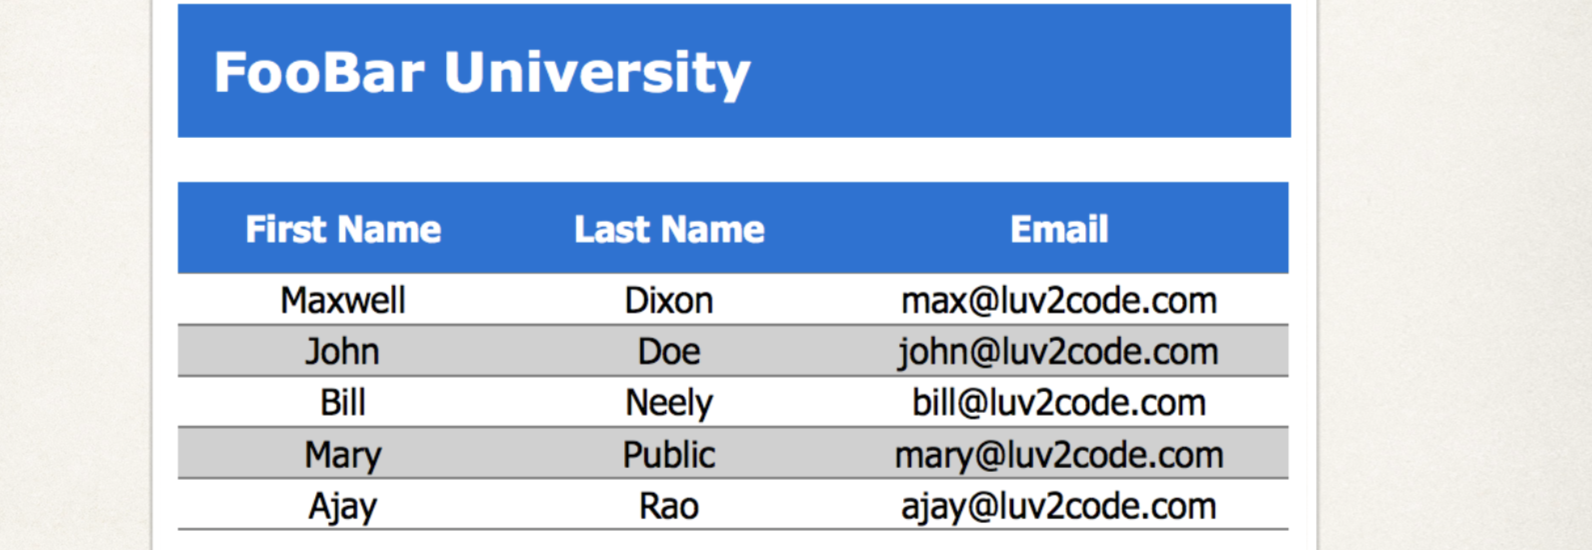 FooBar University
First Name Last Name Email
Maxwell Dixon max@luv2code.com
John Doe john@luv2code.com
Bill Neely bill@luv2code.com
Mary Public mary@luv2code.com
Ajay Rao ajay@luv2code.com